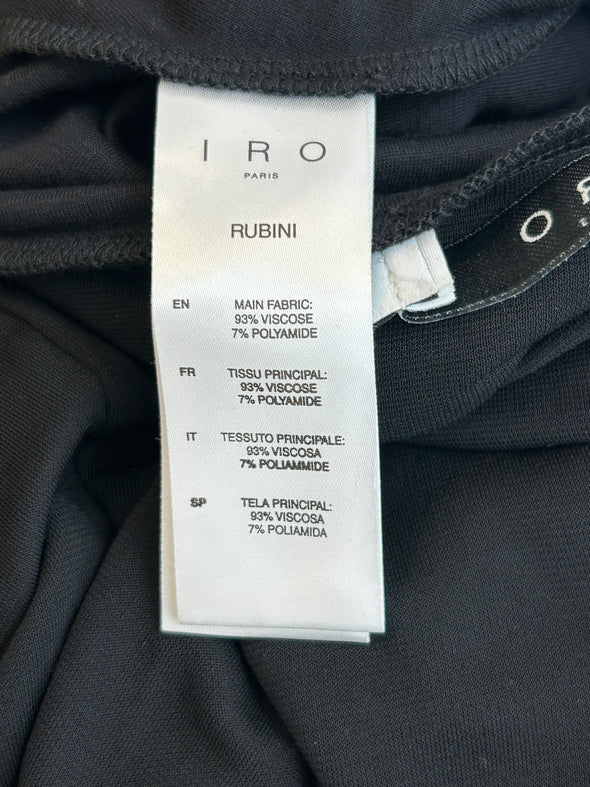 IRO
PARIS
RUBINI
EN MAIN FABRIC:
93% VISCOSE
7% POLYAMIDE
FR TISSU PRINCIPAL:
93% VISCOSE
7% POLYAMIDE
IT TESSUTO PRINCIPALE:
93% VISCOSA
7% POLIAMMIDE
SP TELA PRINCIPAL:
93% VISCOSA
7% POLIAMIDA
O